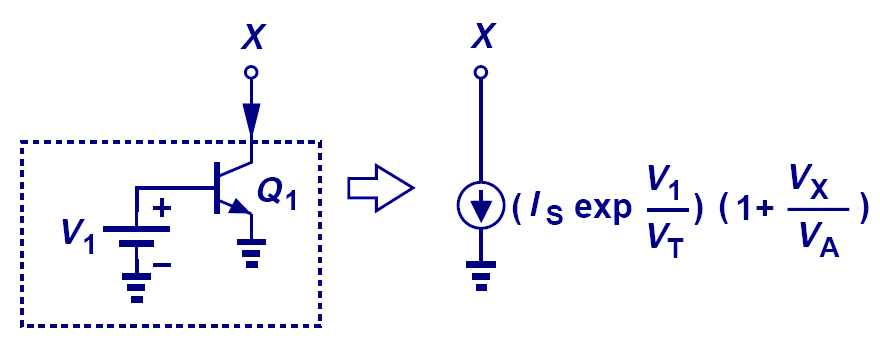 X X
Q1
V1
+
–
( IS exp V1/VT ) ( 1+ VX/VA )